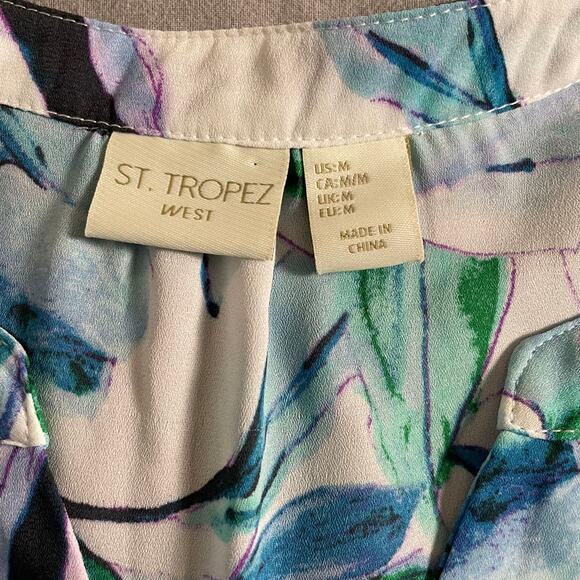 ST. TROPEZ
WEST
US:M
CA:M/M
UK:M
EU:M
MADE IN
CHINA